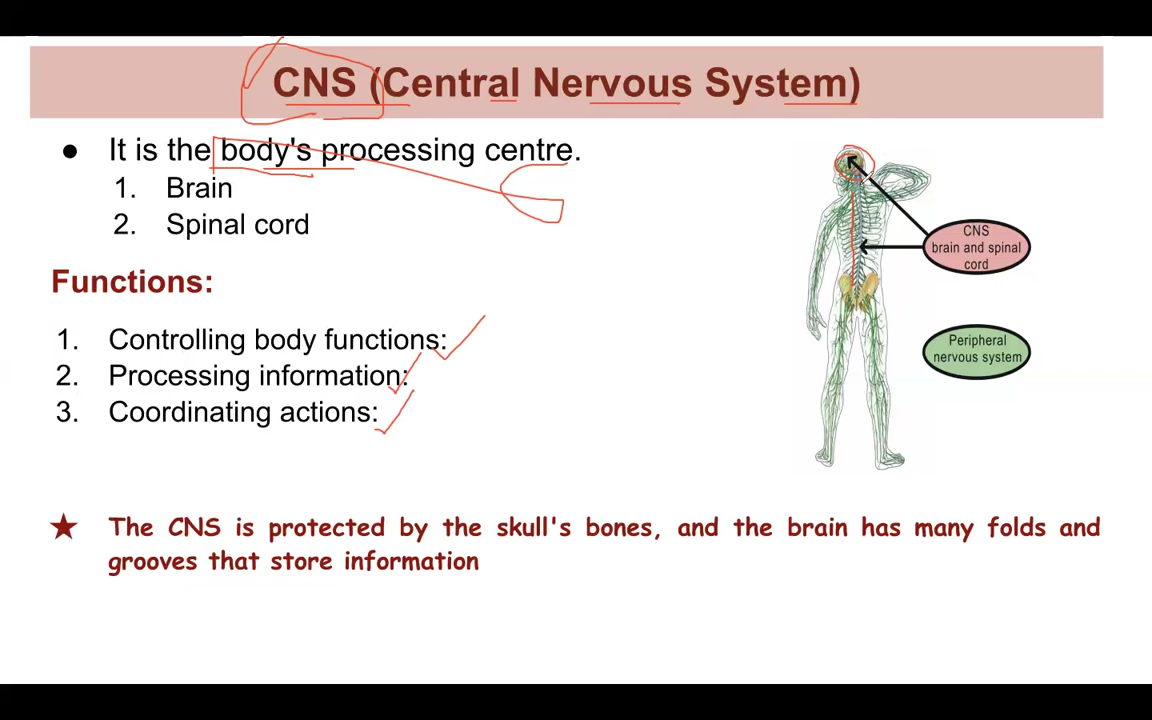 CNS (Central Nervous System)
● It is the body's processing centre.
1. Brain
2. Spinal cord
Functions:
1. Controlling body functions:
2. Processing information:
3. Coordinating actions:
CNS
brain and spinal
cord
Peripheral
nervous system
★ The CNS is protected by the skull's bones, and the brain has many folds and
grooves that store information